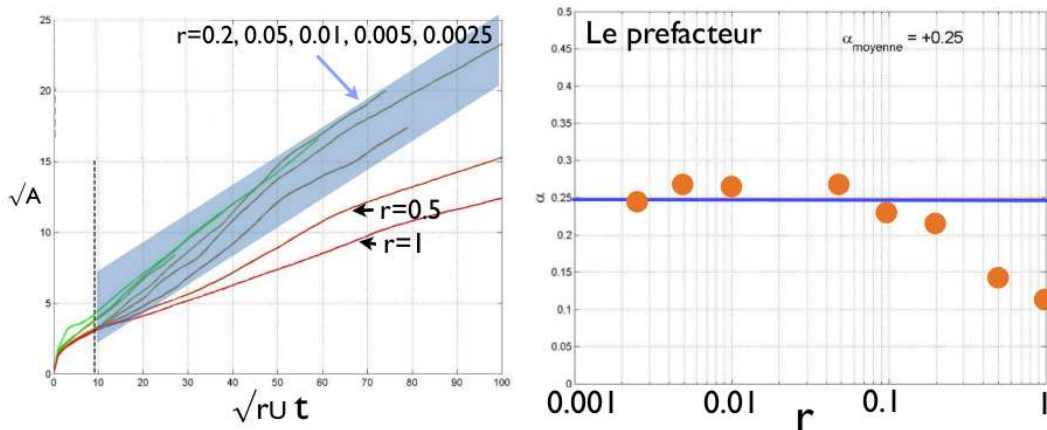 r=0.2, 0.05, 0.01, 0.005, 0.0025
25
20
15
10
5
0
√A
r=0.5
r=1
0 10 20 30 40 50 60 70 80 90 100
√r∪ t
Le prefacteur
α moyenne = +0.25
0.5
0.45
0.4
0.35
0.3
0.25
0.2
0.15
0.1
0.05
0
α
0.001 0.01 0.1 1
r